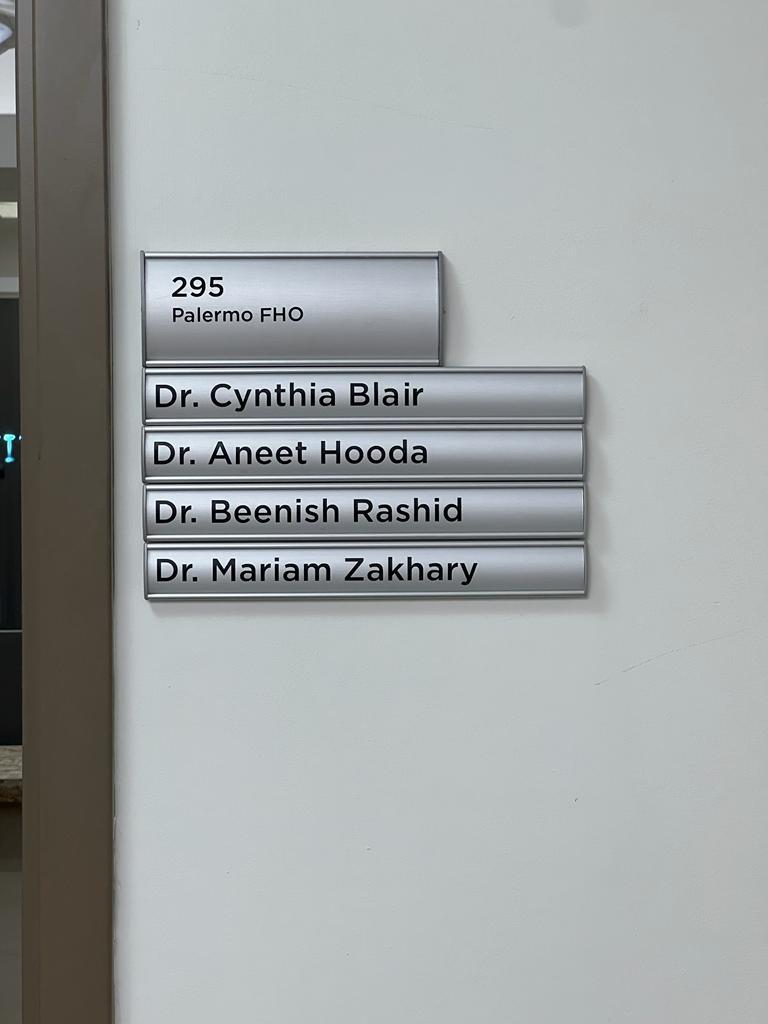 295
Palermo FHO
Dr. Cynthia Blair
Dr. Aneet Hooda
Dr. Beenish Rashid
Dr. Mariam Zakhary